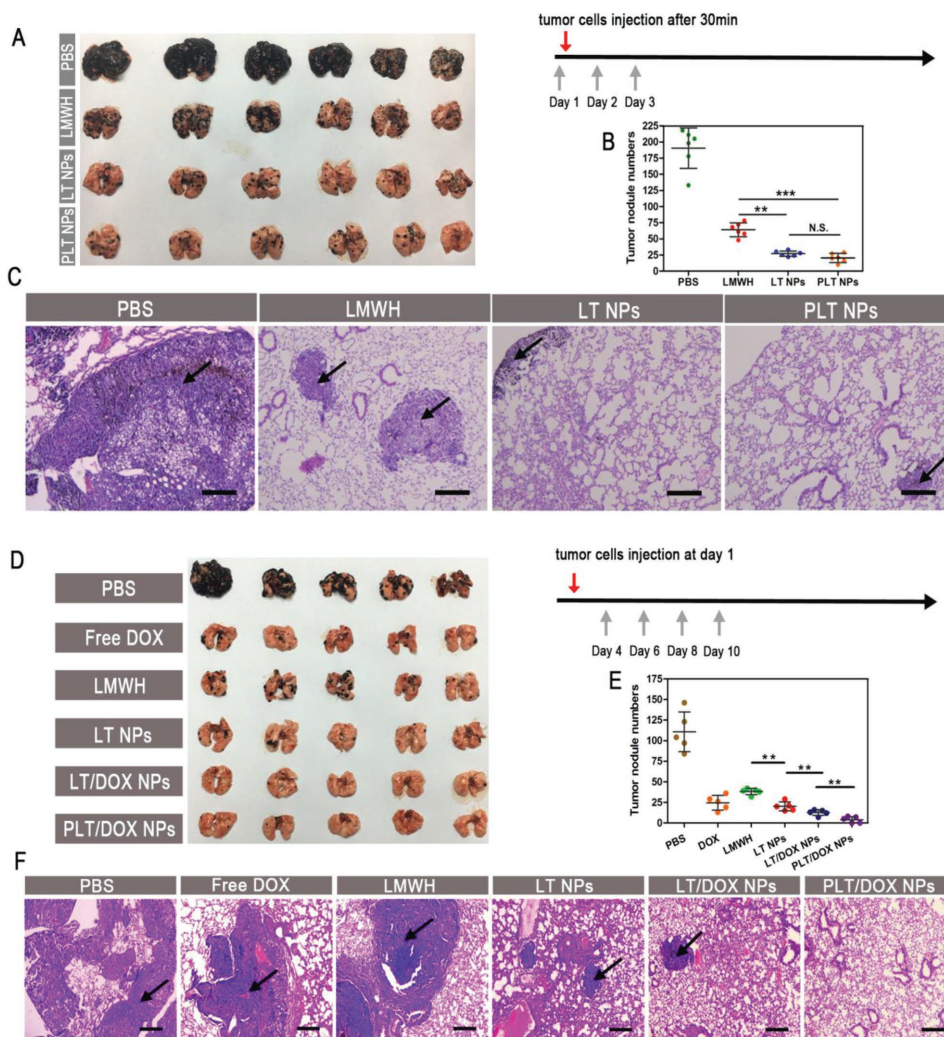 A
PBS
LMWH
LT NPs
PLT NPs
tumor cells injection after 30min
Day 1
Day 2
Day 3
B
Tumor nodule numbers
225
200
175
150
125
100
75
50
25
0
***
**
N.S.
PBS
LMWH
LT NPs
PLT NPs
C
PBS
LMWH
LT NPs
PLT NPs
D
PBS
Free DOX
LMWH
LT NPs
LT/DOX NPs
PLT/DOX NPs
tumor cells injection at day 1
Day 4
Day 6
Day 8
Day 10
E
Tumor nodule numbers
175
150
125
100
75
50
25
0
**
**
**
PBS
DOX
LMWH
LT NPs
LT/DOX NPs
PLT/DOX NPs
F
PBS
Free DOX
LMWH
LT NPs
LT/DOX NPs
PLT/DOX NPs